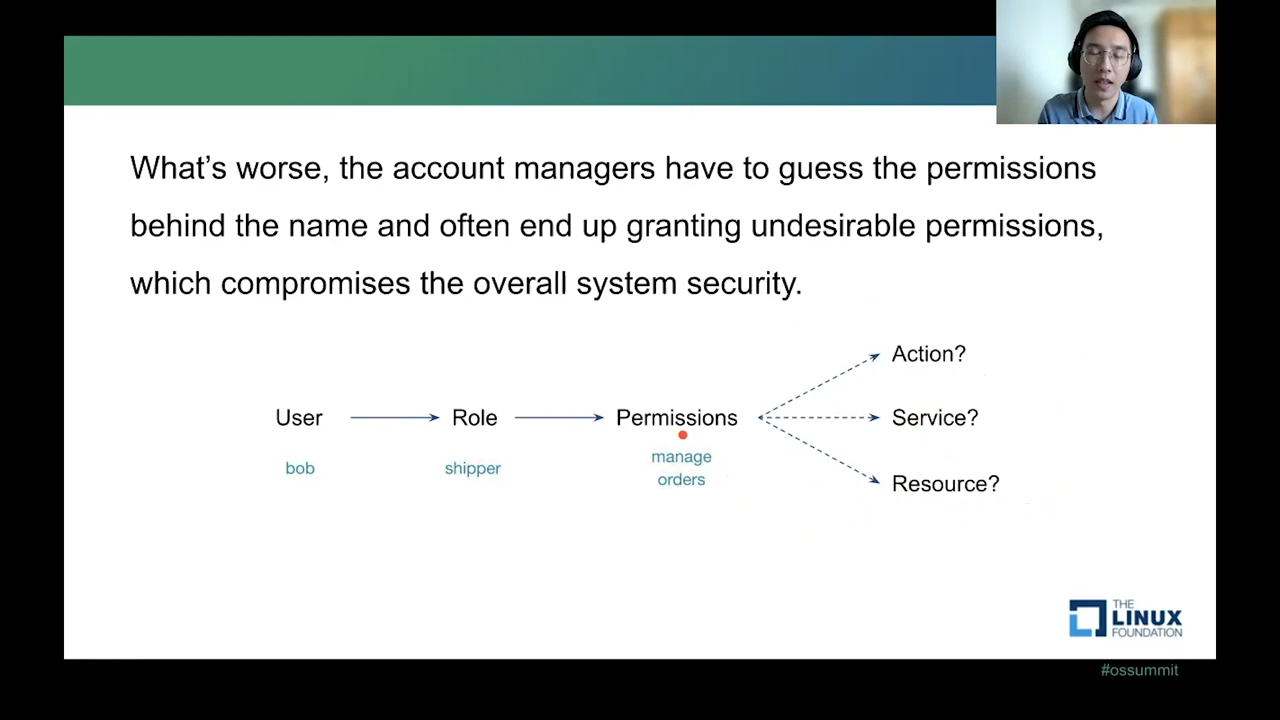 What's worse, the account managers have to guess the permissions
behind the name and often end up granting undesirable permissions,
which compromises the overall system security.
Action?
User Role Permissions Service?
bob shipper manage
orders
Resource?
THE
LINUX
FOUNDATION
#ossummit